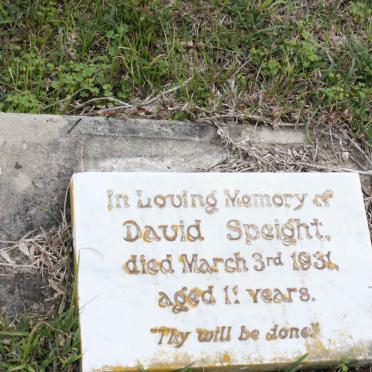 In Loving Memory of
David Speight,
died March 3rd 1931,
aged 11 years.
"Thy will be done"